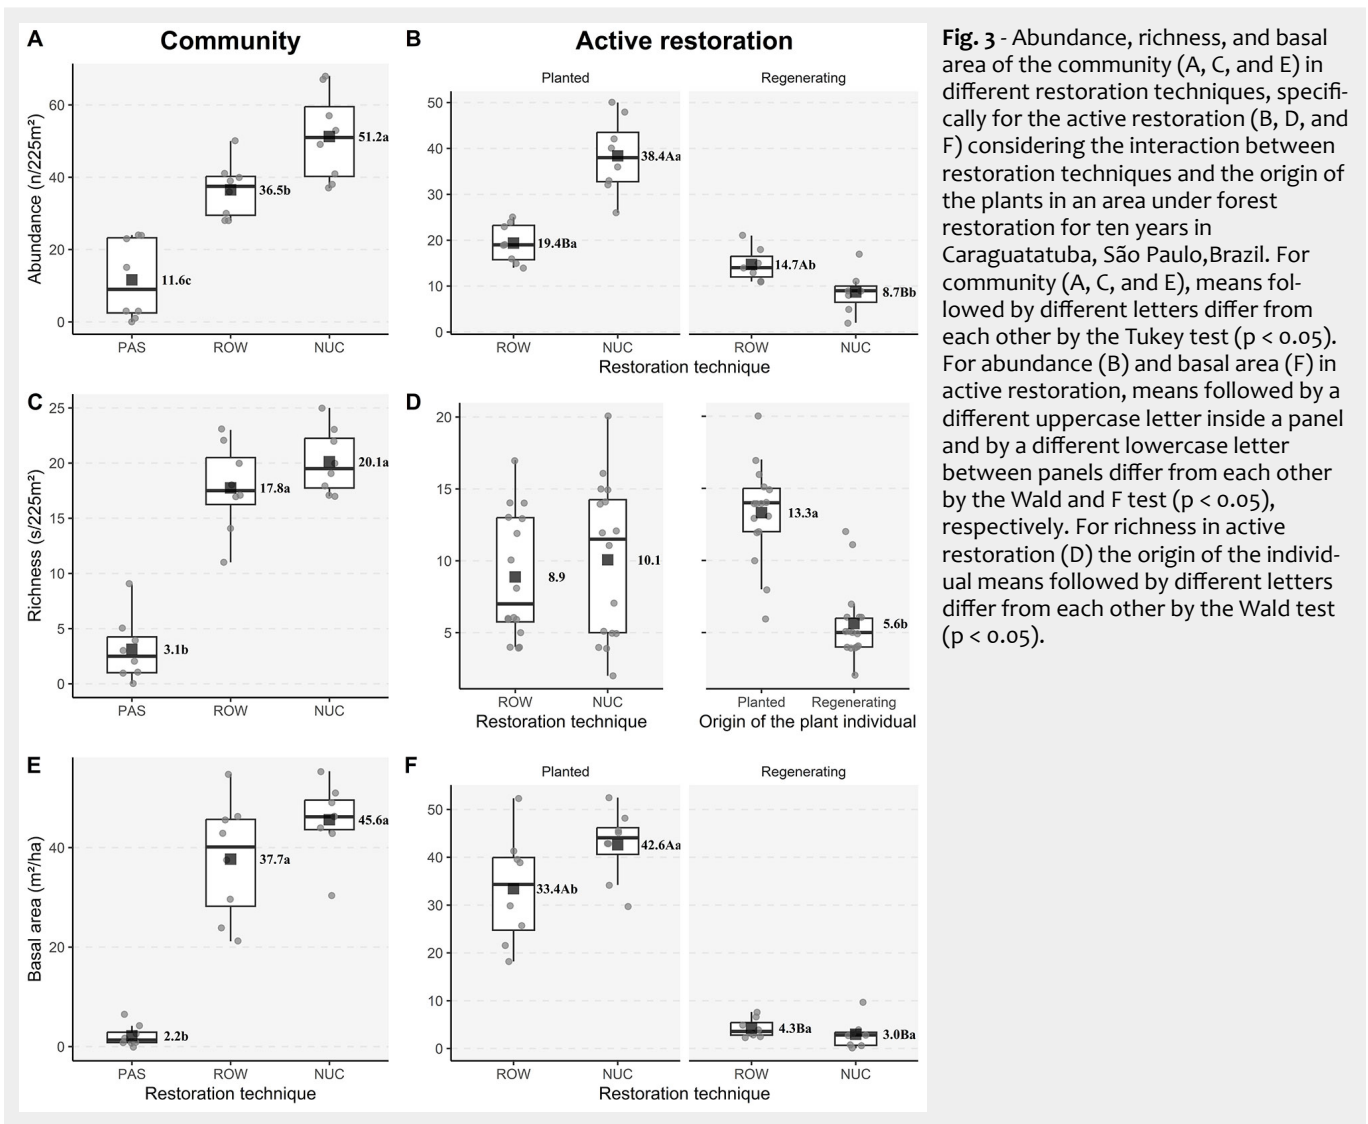 A
Community
B
Active restoration
Planted
Regenerating
Abundance (n/225m²)
60
40
20
0
11.6c
36.5b
51.2a
PAS
ROW
NUC
50
40
30
20
10
0
19.4Ba
38.4Aa
14.7Ab
8.7Bb
ROW
NUC
ROW
NUC
Restoration technique
C
D
Richness (s/225m²)
25
20
15
10
5
0
3.1b
17.8a
20.1a
PAS
ROW
NUC
20
15
10
5
8.9
10.1
13.3a
5.6b
ROW
NUC
Planted
Regenerating
Restoration technique
Origin of the plant individual
E
F
Planted
Regenerating
Basal area (m²/ha)
40
20
0
2.2b
37.7a
45.6a
PAS
ROW
NUC
Restoration technique
50
40
30
20
10
0
33.4Ab
42.6Aa
4.3Ba
3.0Ba
ROW
NUC
ROW
NUC
Restoration technique
Fig. 3 - Abundance, richness, and basal
area of the community (A, C, and E) in
different restoration techniques, specifi-
cally for the active restoration (B, D, and
F) considering the interaction between
restoration techniques and the origin of
the plants in an area under forest
restoration for ten years in
Caraguatatuba, São Paulo,Brazil. For
community (A, C, and E), means fol-
lowed by different letters differ from
each other by the Tukey test (p < 0.05).
For abundance (B) and basal area (F) in
active restoration, means followed by a
different uppercase letter inside a panel
and by a different lowercase letter
between panels differ from each other
by the Wald and F test (p < 0.05),
respectively. For richness in active
restoration (D) the origin of the individ-
ual means followed by different letters
differ from each other by the Wald test
(p < 0.05).